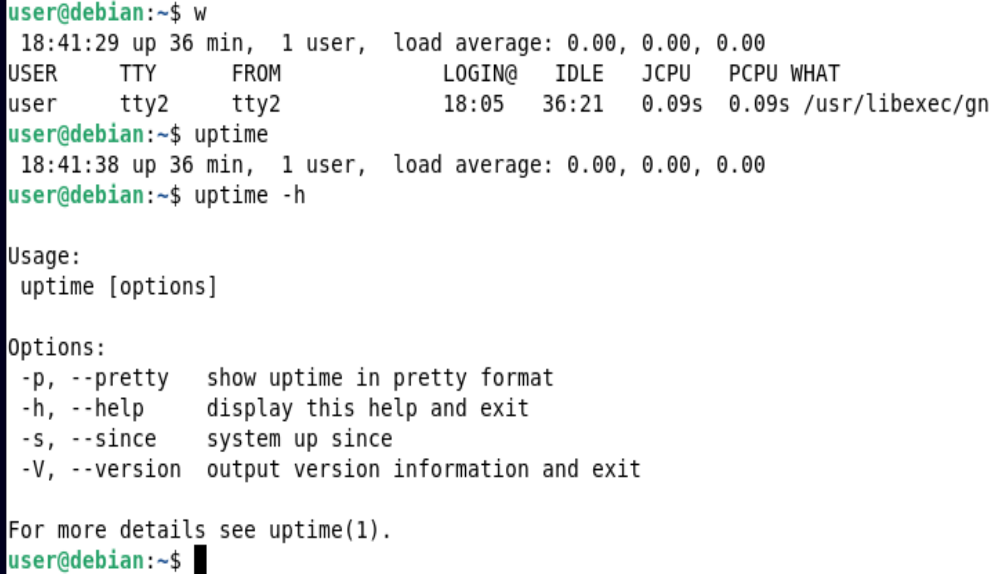 user@debian:~$ w
 18:41:29 up 36 min,  1 user,  load average: 0.00, 0.00, 0.00
USER     TTY      FROM             LOGIN@   IDLE   JCPU   PCPU WHAT
user     tty2     tty2             18:05   36:21   0.09s  0.09s /usr/libexec/gn
user@debian:~$ uptime
 18:41:38 up 36 min,  1 user,  load average: 0.00, 0.00, 0.00
user@debian:~$ uptime -h

Usage:
 uptime [options]

Options:
 -p, --pretty   show uptime in pretty format
 -h, --help     display this help and exit
 -s, --since    system up since
 -V, --version  output version information and exit

For more details see uptime(1).
user@debian:~$